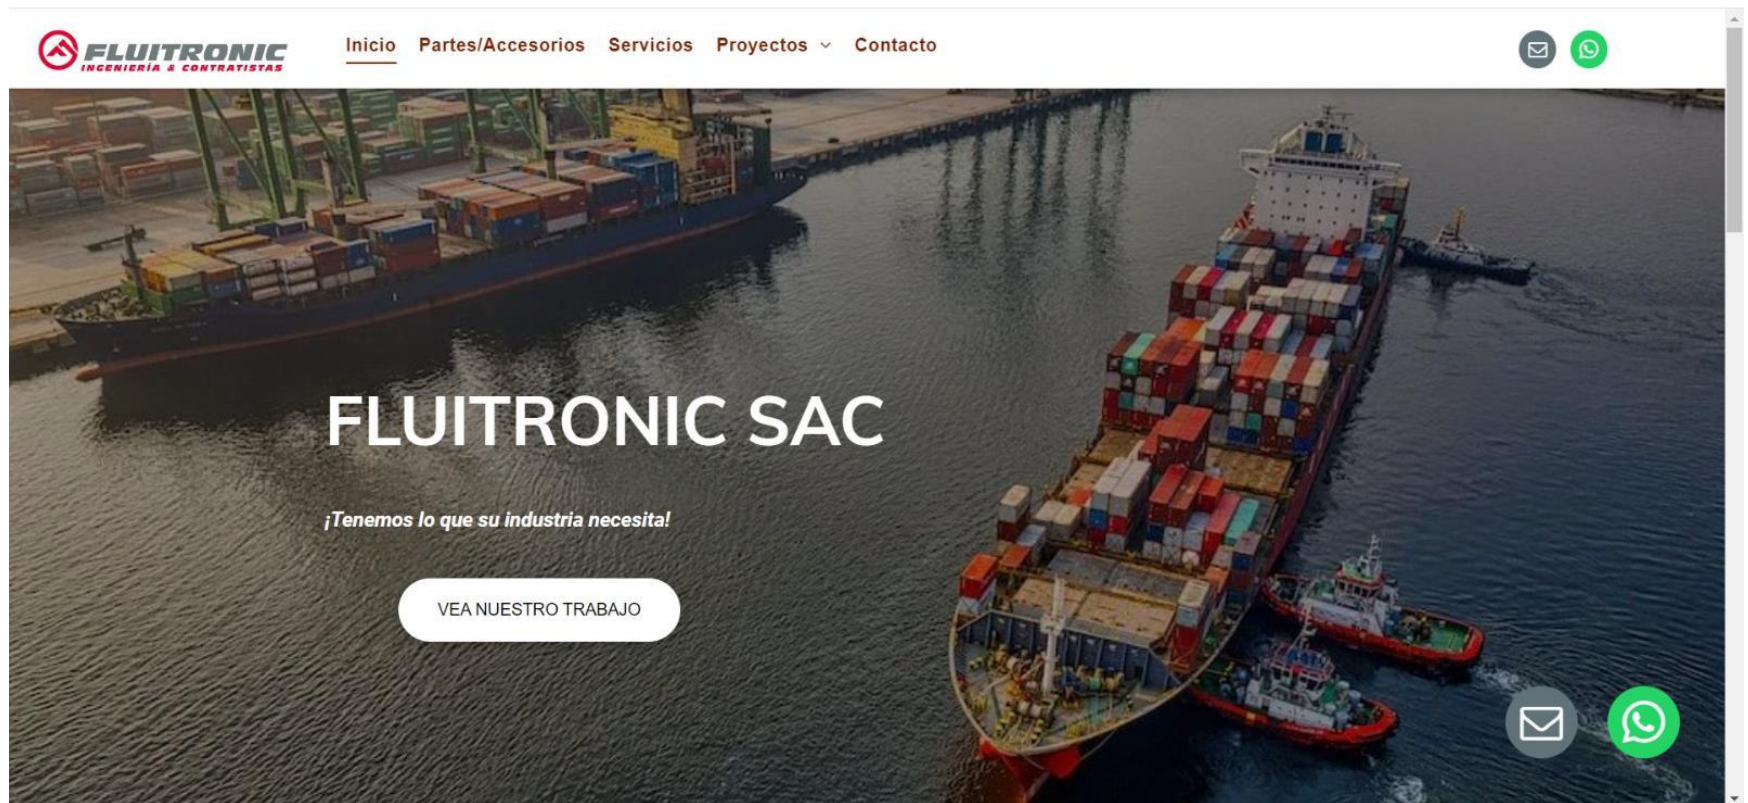 FLUITRONIC
INGENIERÍA & CONTRATISTAS
Inicio Partes/Accesorios Servicios Proyectos Contacto
FLUITRONIC SAC
¡Tenemos lo que su industria necesita!
VEA NUESTRO TRABAJO